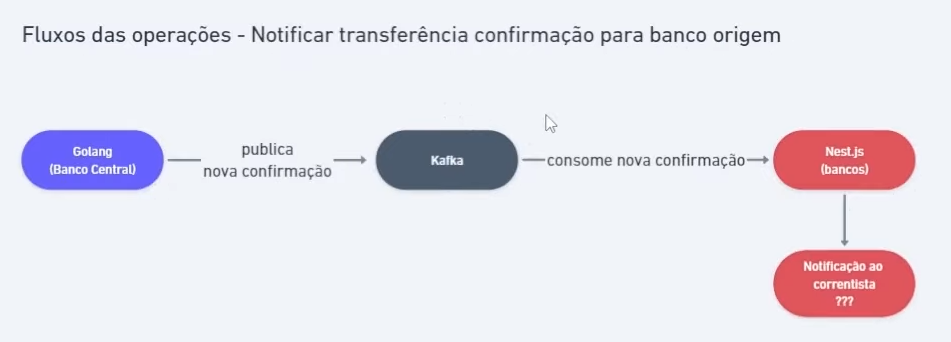 Fluxos das operações - Notificar transferência confirmação para banco origem
Golang
(Banco Central)
publica
nova confirmação
Kafka
consome nova confirmação
Nest.js
(bancos)
Notificação ao
correntista
???